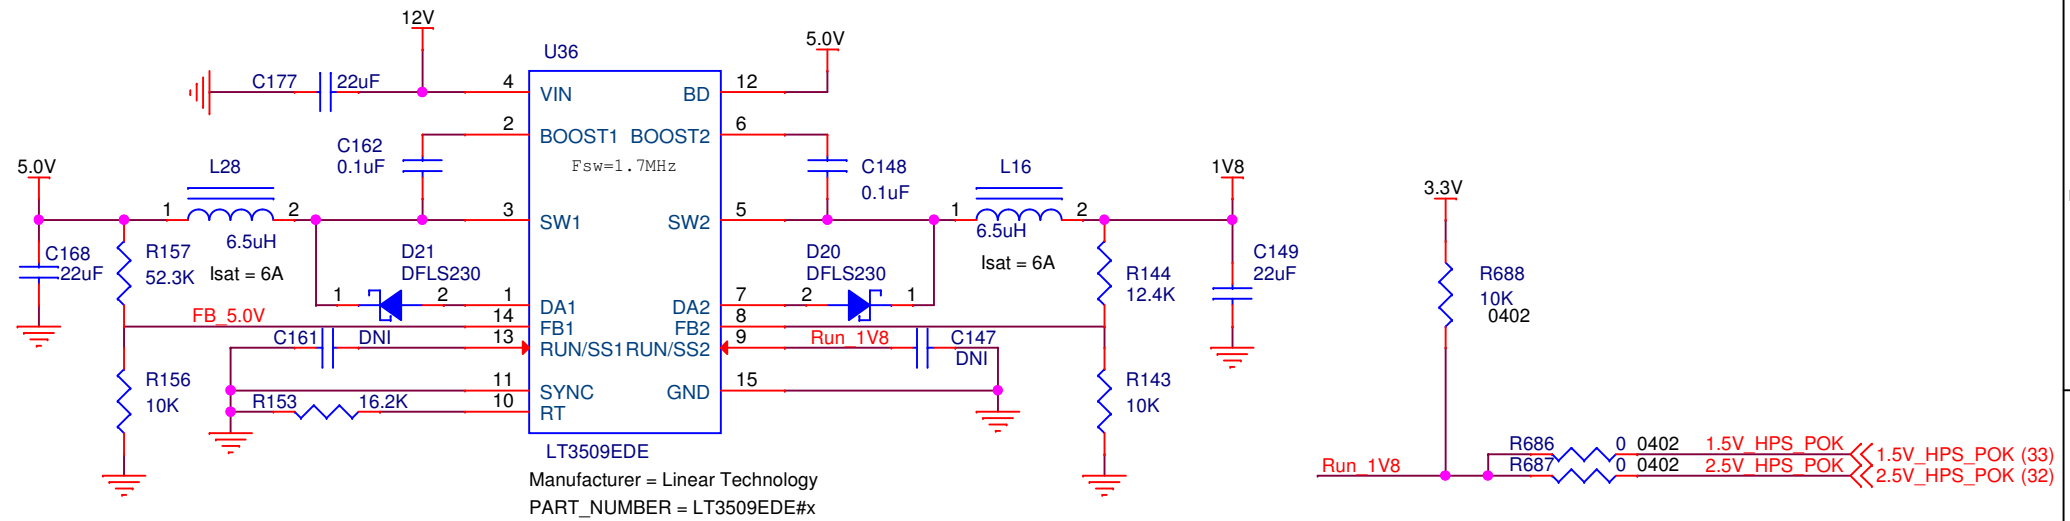 12V
U36
5.0V
C177
22uF
4
VIN
BD
12
2
BOOST1
BOOST2
6
C162
0.1uF
Fsw=1.7MHz
C148
0.1uF
5.0V
L28
L16
1V8
3.3V
1
2
3
SW1
SW2
5
1
2
6.5uH
6.5uH
C168
22uF
R157
52.3K
Isat = 6A
D21
DFLS230
D20
DFLS230
Isat = 6A
R144
12.4K
C149
22uF
R688
10K
0402
1
2
1
DA1
DA2
7
2
1
FB_5.0V
14
FB1
FB2
8
C161
DNI
13
RUN/SS1
RUN/SS2
9
Run_1V8
C147
DNI
R156
10K
11
SYNC
GND
15
R143
10K
R153
16.2K
10
RT
LT3509EDE
Manufacturer = Linear Technology
PART_NUMBER = LT3509EDE#x
R686
0
0402
1.5V_HPS_POK
1.5V_HPS_POK (33)
Run_1V8
R687
0
0402
2.5V_HPS_POK
2.5V_HPS_POK (32)